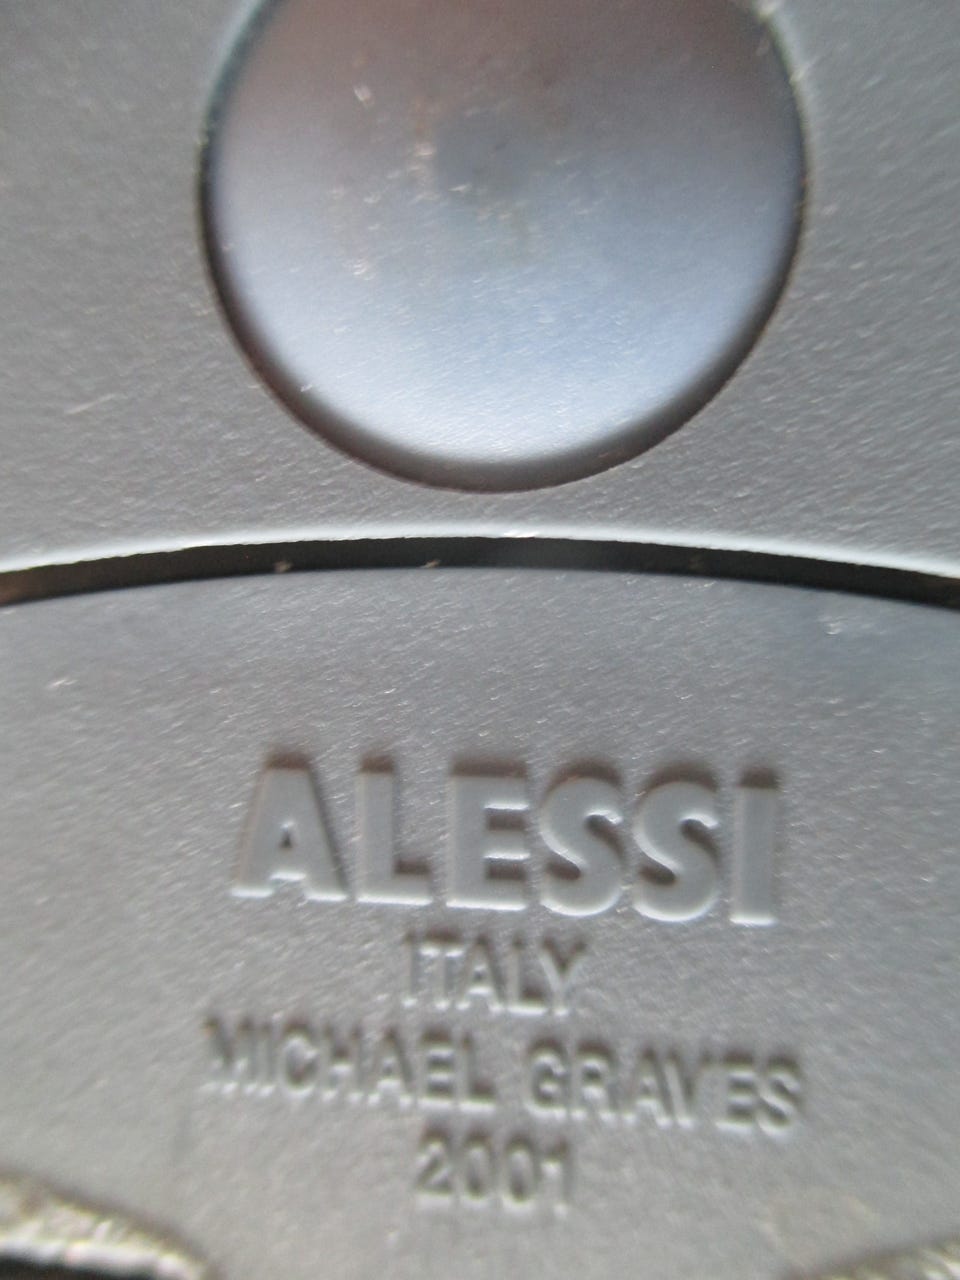 ALESSI
ITALY
MICHAEL GRAVES
2001